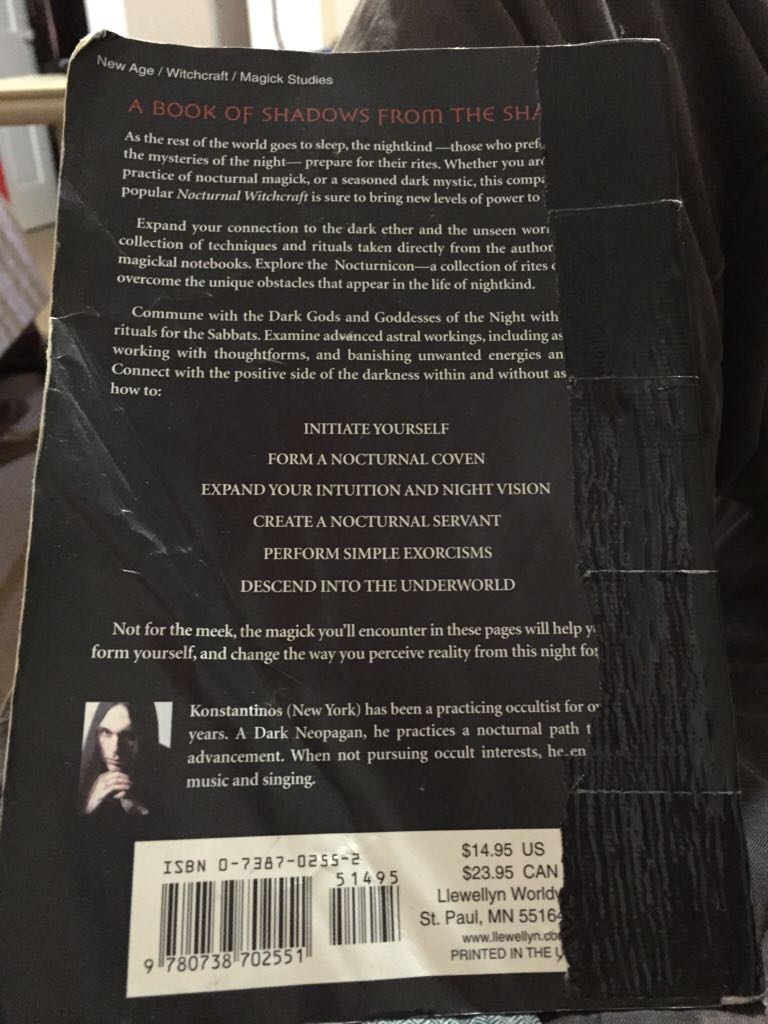 New Age / Witchcraft / Magick Studies
A BOOK OF SHADOWS FROM THE SHA
As the rest of the world goes to sleep, the nightkind —those who pref
the mysteries of the night— prepare for their rites. Whether you ar
practice of nocturnal magick, or a seasoned dark mystic, this compa
popular Nocturnal Witchcraft is sure to bring new levels of power to
Expand your connection to the dark ether and the unseen wor
collection of techniques and rituals taken directly from the author
magickal notebooks. Explore the Nocturnicon—a collection of rites
overcome the unique obstacles that appear in the life of nightkind.
Commune with the Dark Gods and Goddesses of the Night with
rituals for the Sabbats. Examine advanced astral workings, including as
working with thoughtforms, and banishing unwanted energies an
Connect with the positive side of the darkness within and without as
how to:
INITIATE YOURSELF
FORM A NOCTURNAL COVEN
EXPAND YOUR INTUITION AND NIGHT VISION
CREATE A NOCTURNAL SERVANT
PERFORM SIMPLE EXORCISMS
DESCEND INTO THE UNDERWORLD
Not for the meek, the magick you'll encounter in these pages will help y
form yourself, and change the way you perceive reality from this night fo
Konstantinos (New York) has been a practicing occultist for o
years. A Dark Neopagan, he practices a nocturnal path t
advancement. When not pursuing occult interests, he en
music and singing.
ISBN 0-7387-0255-2
51495
9 780738 702551
$14.95 US
$23.95 CAN
Llewellyn Worldw
St. Paul, MN 5516
www.llewellyn.co
PRINTED IN THE U